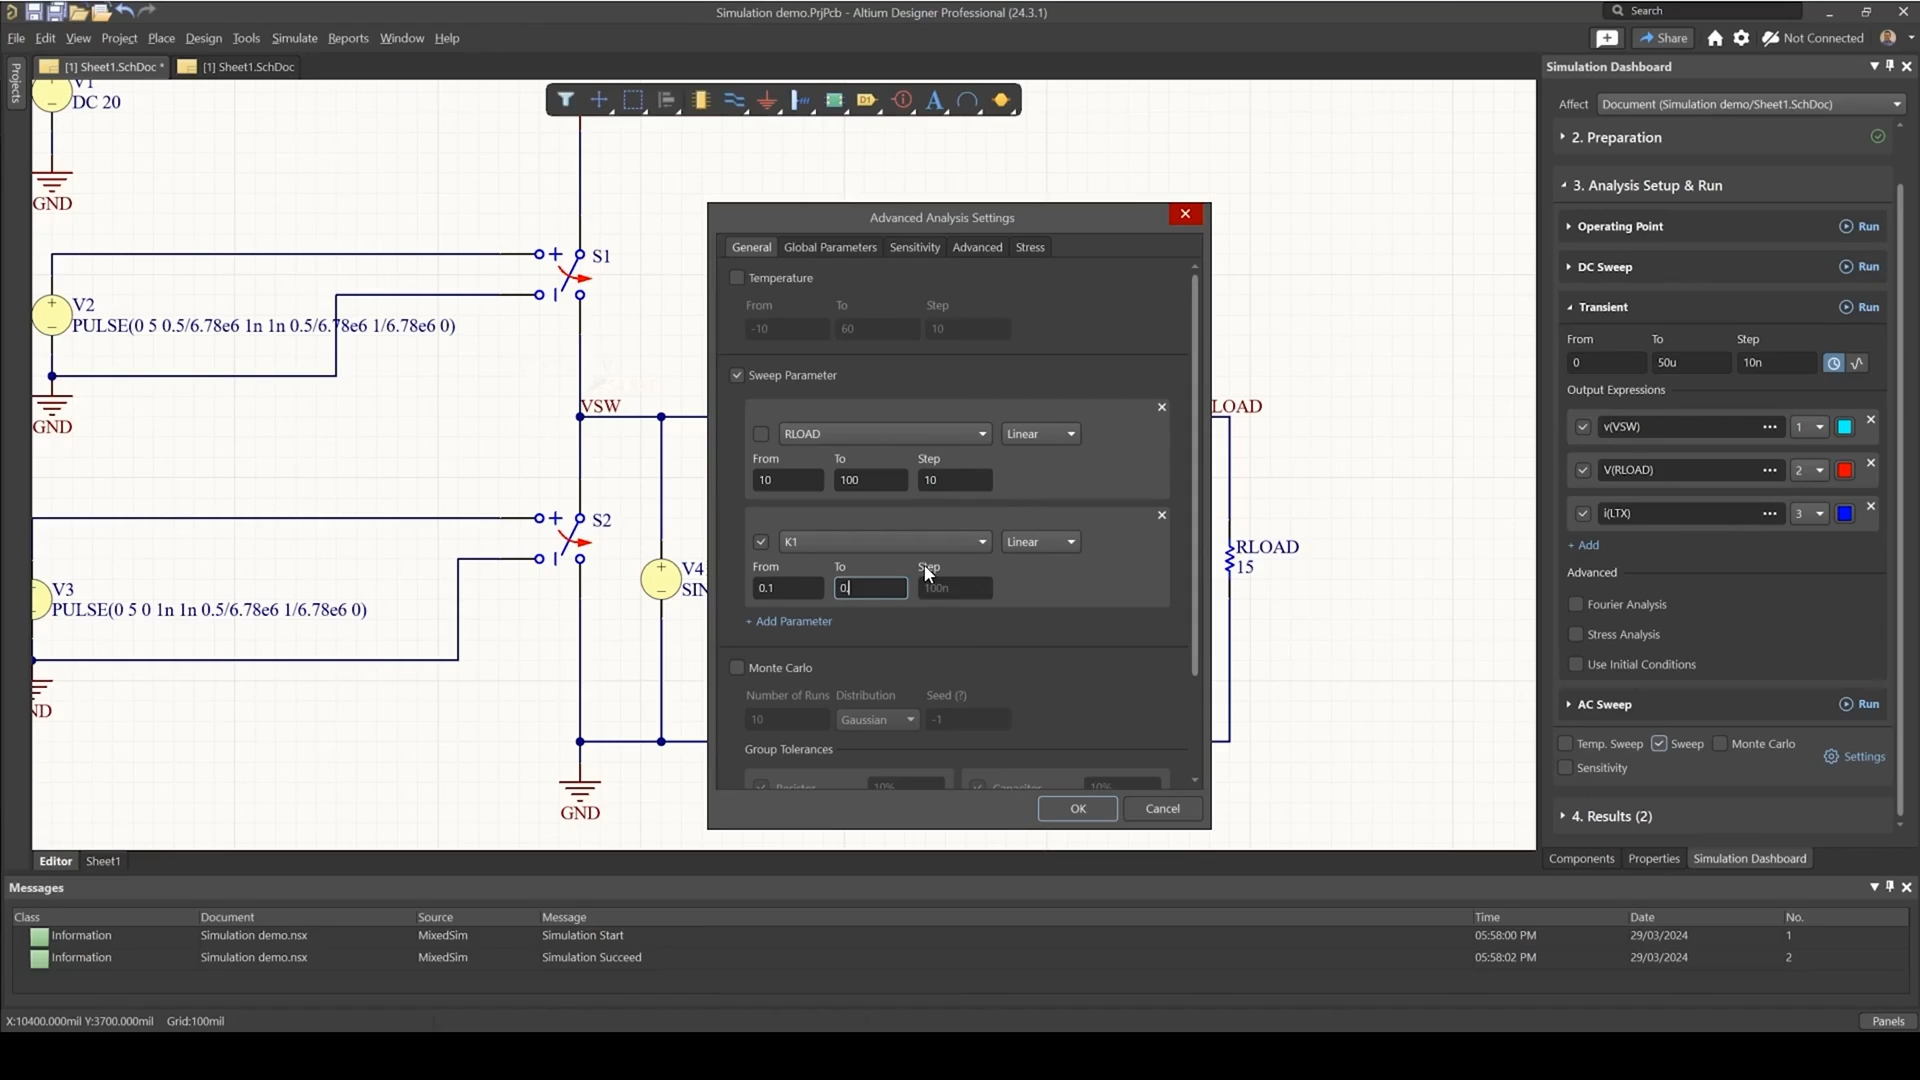 Simulation demo.PrjPcb - Altium Designer Professional (24.3.1)
Search
File Edit View Project Place Design Tools Simulate Reports Window Help
Share
Not Connected
Projects
[1] Sheet1.SchDoc *
[1] Sheet1.SchDoc
V1
DC 20
GND
V2
PULSE(0 5 0.5/6.78e6 1n 1n 0.5/6.78e6 1/6.78e6 0)
GND
S1
VSW
S2
V3
PULSE(0 5 0 1n 1n 0.5/6.78e6 1/6.78e6 0)
ND
V4
SIN
GND
LOAD
RLOAD
15
Advanced Analysis Settings
General Global Parameters Sensitivity Advanced Stress
Temperature
From To Step
-10 60 10
Sweep Parameter
RLOAD Linear
From To Step
10 100 10
K1 Linear
From To Step
0.1 0. 100n
+ Add Parameter
Monte Carlo
Number of Runs Distribution Seed (?)
10 Gaussian -1
Group Tolerances
Resistor 10% Capacitor 10%
OK Cancel
Simulation Dashboard
Affect Document (Simulation demo/Sheet1.SchDoc)
2. Preparation
3. Analysis Setup & Run
Operating Point Run
DC Sweep Run
Transient Run
From To Step
0 50u 10n
Output Expressions
v(VSW) ... 1
V(RLOAD) ... 2
i(LTX) ... 3
+ Add
Advanced
Fourier Analysis
Stress Analysis
Use Initial Conditions
AC Sweep Run
Temp. Sweep Sweep Monte Carlo
Sensitivity
Settings
4. Results (2)
Components Properties Simulation Dashboard
Editor Sheet1
Messages
Class Document Source Message Time Date No.
Information Simulation demo.nsx MixedSim Simulation Start 05:58:00 PM 29/03/2024 1
Information Simulation demo.nsx MixedSim Simulation Succeed 05:58:02 PM 29/03/2024 2
X:10400.000mil Y:3700.000mil Grid:100mil
Panels